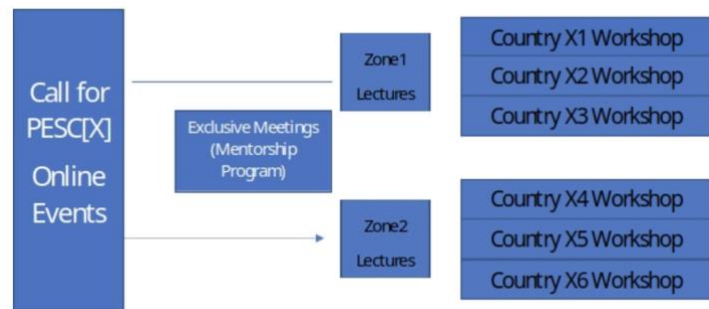 Call for
PESC[X]
Online
Events
Exclusive Meetings
(Mentorship
Program)
Zone1
Lectures
Country X1 Workshop
Country X2 Workshop
Country X3 Workshop
Zone2
Lectures
Country X4 Workshop
Country X5 Workshop
Country X6 Workshop